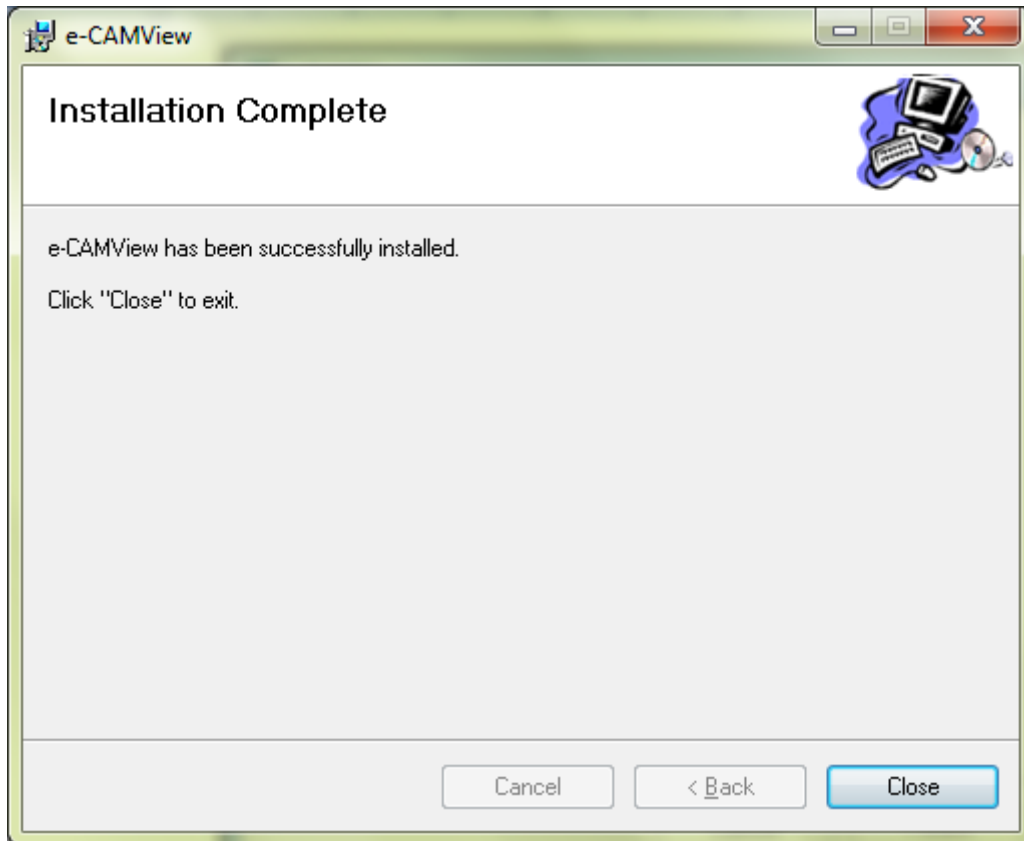 e-CAMView
Installation Complete
e-CAMView has been successfully installed.
Click "Close" to exit.
Cancel
< Back
Close